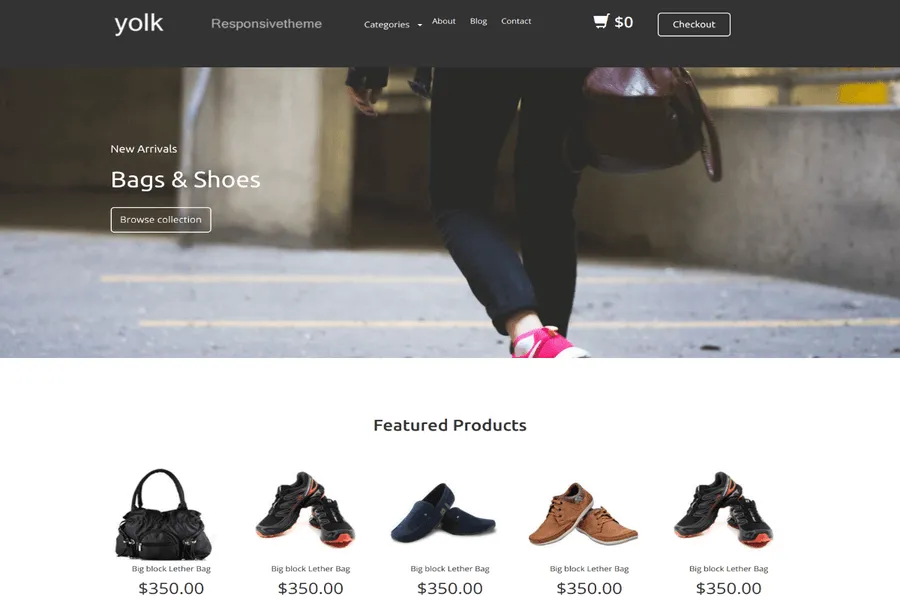 yolk
Responsivetheme
Categories
About
Blog
Contact
$0
Checkout
New Arrivals
Bags & Shoes
Browse collection
Featured Products
Big block Lether Bag
$350.00
Big block Lether Bag
$350.00
Big block Lether Bag
$350.00
Big block Lether Bag
$350.00
Big block Lether Bag
$350.00